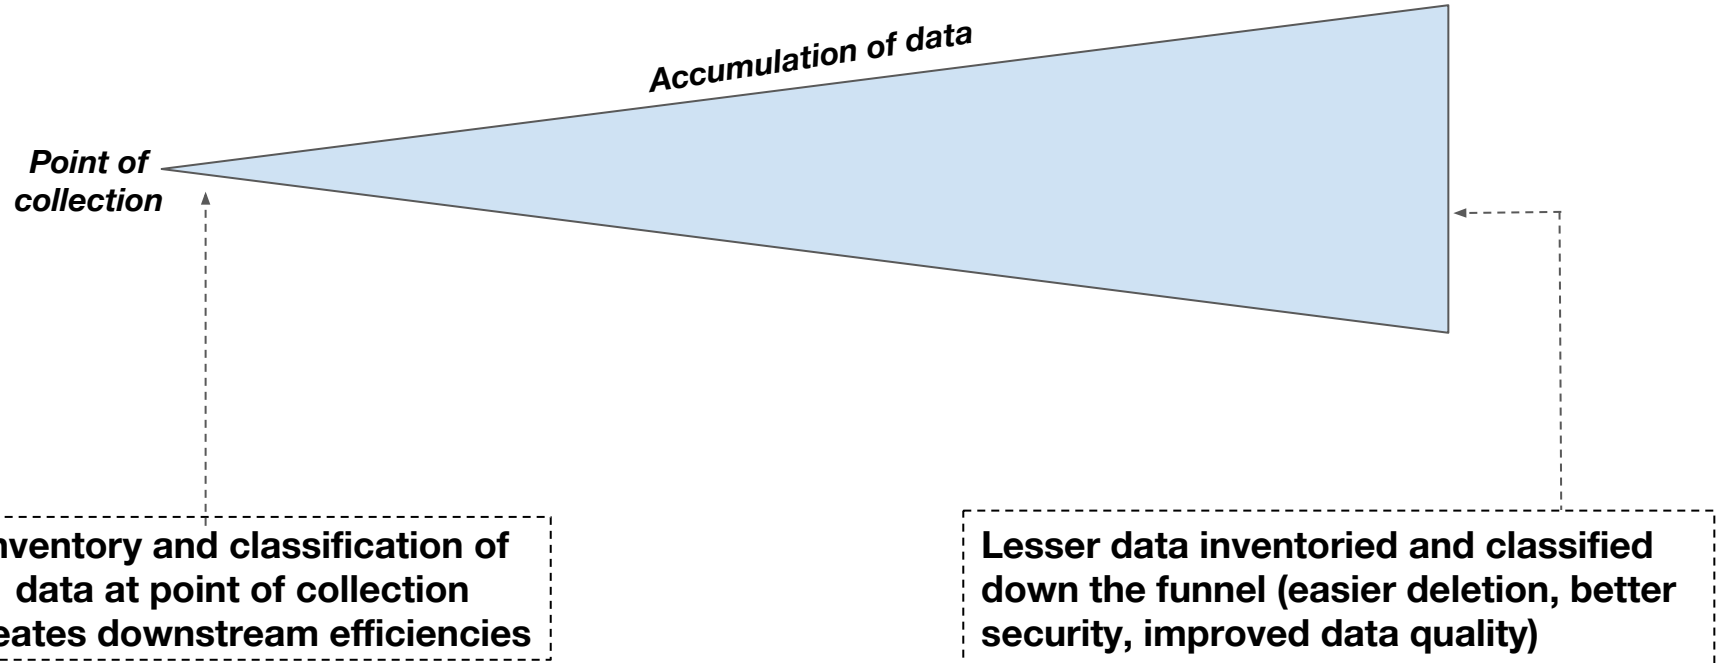 Accumulation of data
Point of
collection
nventory and classification of
data at point of collection
eates downstream efficiencies
Lesser data inventoried and classified
down the funnel (easier deletion, better
security, improved data quality)